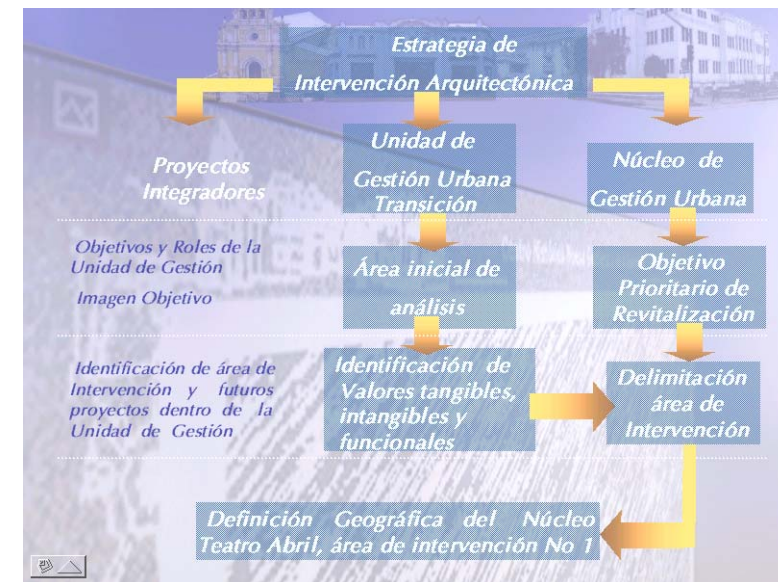 Estrategia de
Intervención Arquitectónica
Proyectos
Integradores
Unidad de
Gestión Urbana
Transición
Núcleo de
Gestión Urbana
Objetivos y Roles de la
Unidad de Gestión
Imagen Objetivo
Área inicial de
análisis
Objetivo
Prioritario de
Revitalización
Identificación de área de
Intervención y futuros
proyectos dentro de la
Unidad de Gestión
Identificación de
Valores tangibles,
intangibles y
funcionales
Delimitación
área de
Intervención
Definición Geográfica del Núcleo
Teatro Abril, área de intervención No 1